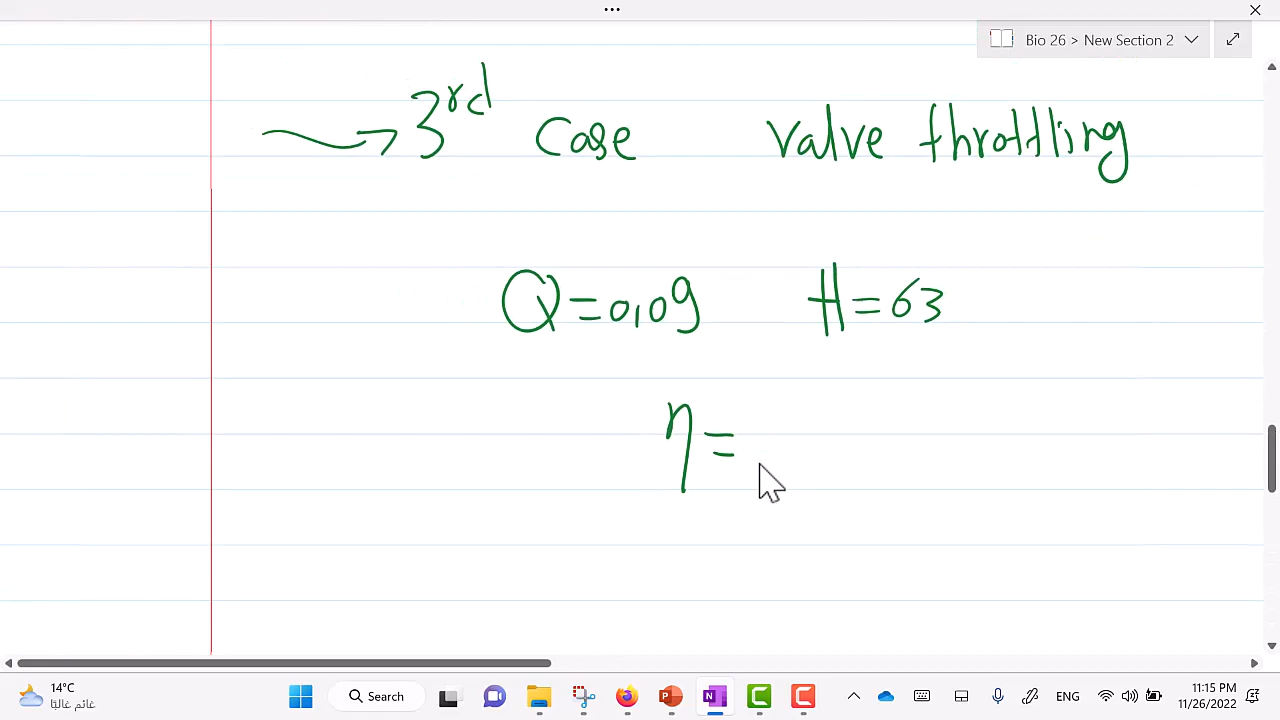 ...
Bio 26 > New Section 2
3rd Case valve throttling
Q=0,09 H=63
η=
14°C
غائم غالبًا
Search
ENG
11:15 PM
11/26/2022